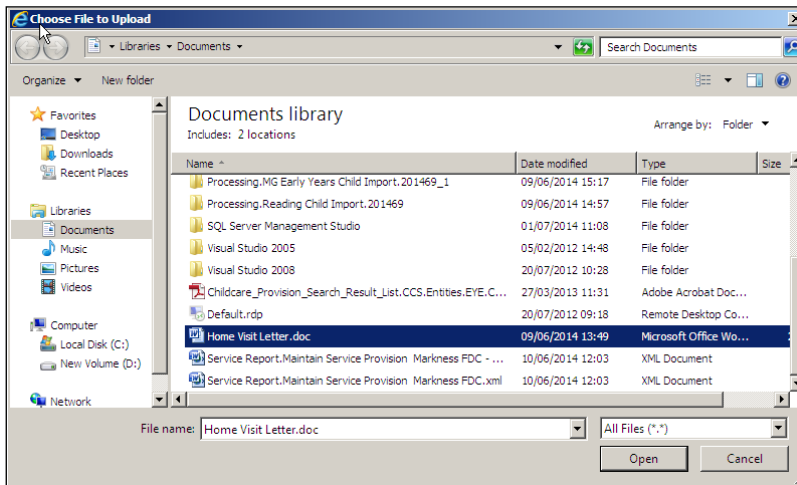 Choose File to Upload
Libraries Documents Search Documents
Organize New folder
Favorites
Desktop
Downloads
Recent Places
Libraries
Documents
Music
Pictures
Videos
Computer
Local Disk (C:)
New Volume (D:)
Network
Documents library
Includes: 2 locations
Arrange by: Folder
Name Date modified Type Size
Processing.MG Early Years Child Import.201469_1 09/06/2014 15:17 File folder
Processing.Reading Child Import.201469 09/06/2014 14:57 File folder
SQL Server Management Studio 01/07/2014 11:08 File folder
Visual Studio 2005 05/02/2012 14:48 File folder
Visual Studio 2008 20/07/2012 10:28 File folder
Childcare_Provision_Search_Result_List.CCS.Entities.EYE.C... 27/03/2013 11:31 Adobe Acrobat Doc...
Default.rdp 20/07/2012 09:18 Remote Desktop Co...
Home Visit Letter.doc 09/06/2014 13:49 Microsoft Office Wo...
Service Report.Maintain Service Provision Markness FDC - ... 10/06/2014 12:03 XML Document
Service Report.Maintain Service Provision Markness FDC.xml 10/06/2014 12:03 XML Document
File name: Home Visit Letter.doc All Files (*.*)
Open Cancel